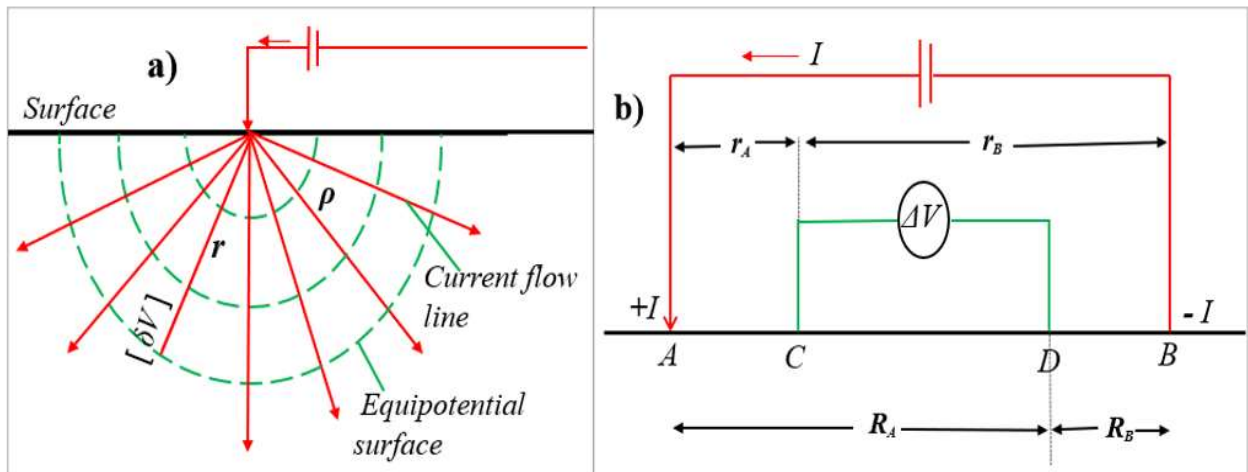 a)
Surface
ρ
r
[ δV ]
Current flow
line
Equipotential
surface
b)
I
r_A
r_B
ΔV
+I
- I
A
C
D
B
R_A
R_B